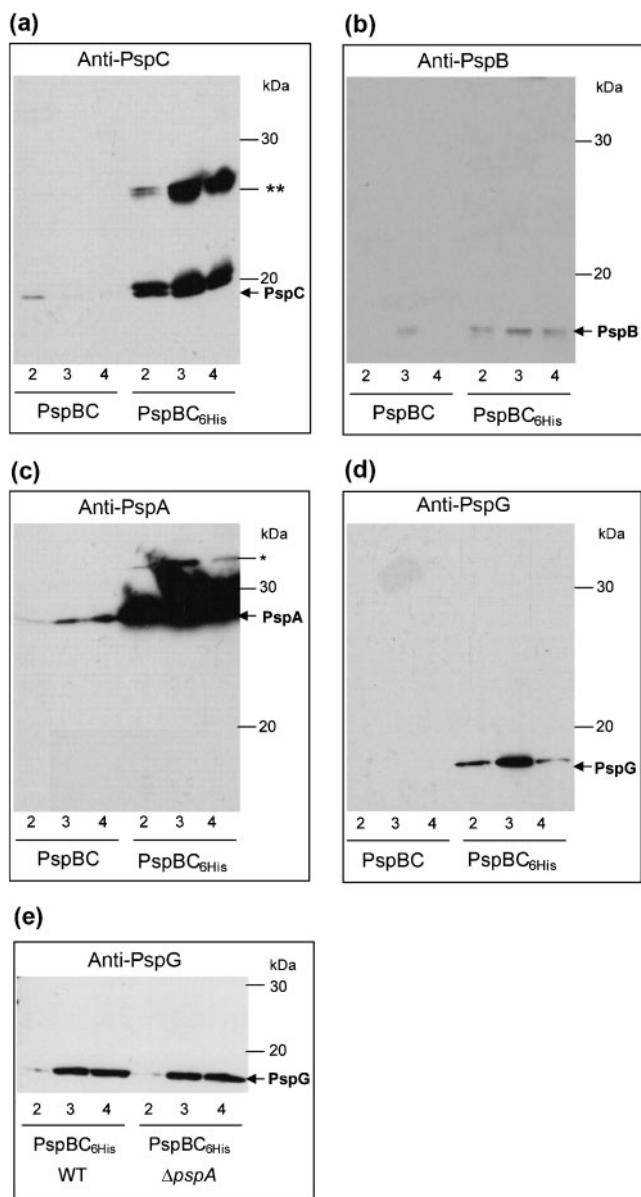 (a)
Anti-PspC
kDa
30
**
20
PspC
2 3 4 2 3 4
PspBC PspBC6His
(b)
Anti-PspB
kDa
30
20
PspB
2 3 4 2 3 4
PspBC PspBC6His
(c)
Anti-PspA
kDa
*
30
PspA
20
2 3 4 2 3 4
PspBC PspBC6His
(d)
Anti-PspG
kDa
30
20
PspG
2 3 4 2 3 4
PspBC PspBC6His
(e)
Anti-PspG
kDa
30
20
PspG
2 3 4 2 3 4
PspBC6His PspBC6His
WT ΔpspA